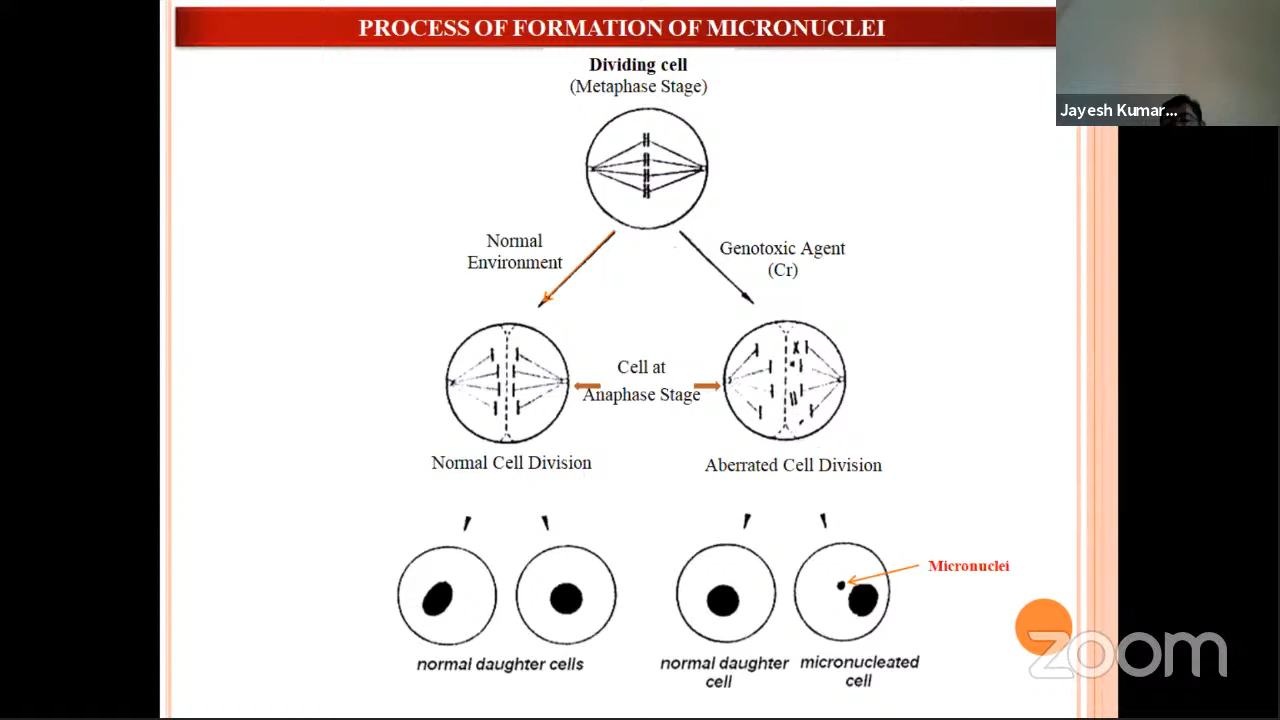 PROCESS OF FORMATION OF MICRONUCLEI
Jayesh Kumar...
Dividing cell
(Metaphase Stage)
Normal
Environment
Genotoxic Agent
(Cr)
Cell at
Anaphase Stage
Normal Cell Division
Aberrated Cell Division
Micronuclei
normal daughter cells
normal daughter
cell
micronucleated
cell
zoom